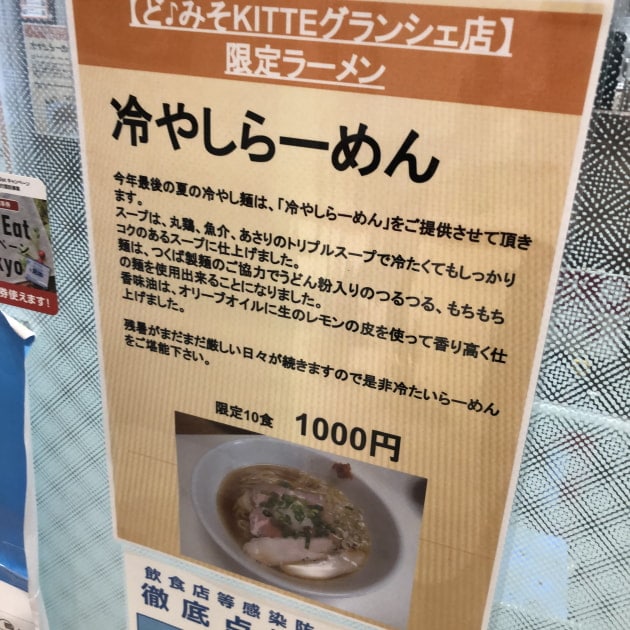 【ど♪みそKITTEグランシェ店】
限定ラーメン
冷やしらーめん
今年最後の夏の冷やし麺は、「冷やしらーめん」をご提供させて頂き
ます。
スープは、丸鶏、魚介、あさりのトリプルスープで冷たくてもしっかり
コクのあるスープに仕上げました。
麺は、つくば製麺のご協力でうどん粉入りのつるつる、もちもち
の麺を使用出来ることになりました。
香味油は、オリーブオイルに生のレモンの皮を使って香り高く仕
上げました。
残暑がまだまだ厳しい日々が続きますので是非冷たいらーめん
をご堪能下さい。
限定10食 1000円
Eat
ペーン
kyo
券使えます!
飲食店等感染防
徹底点